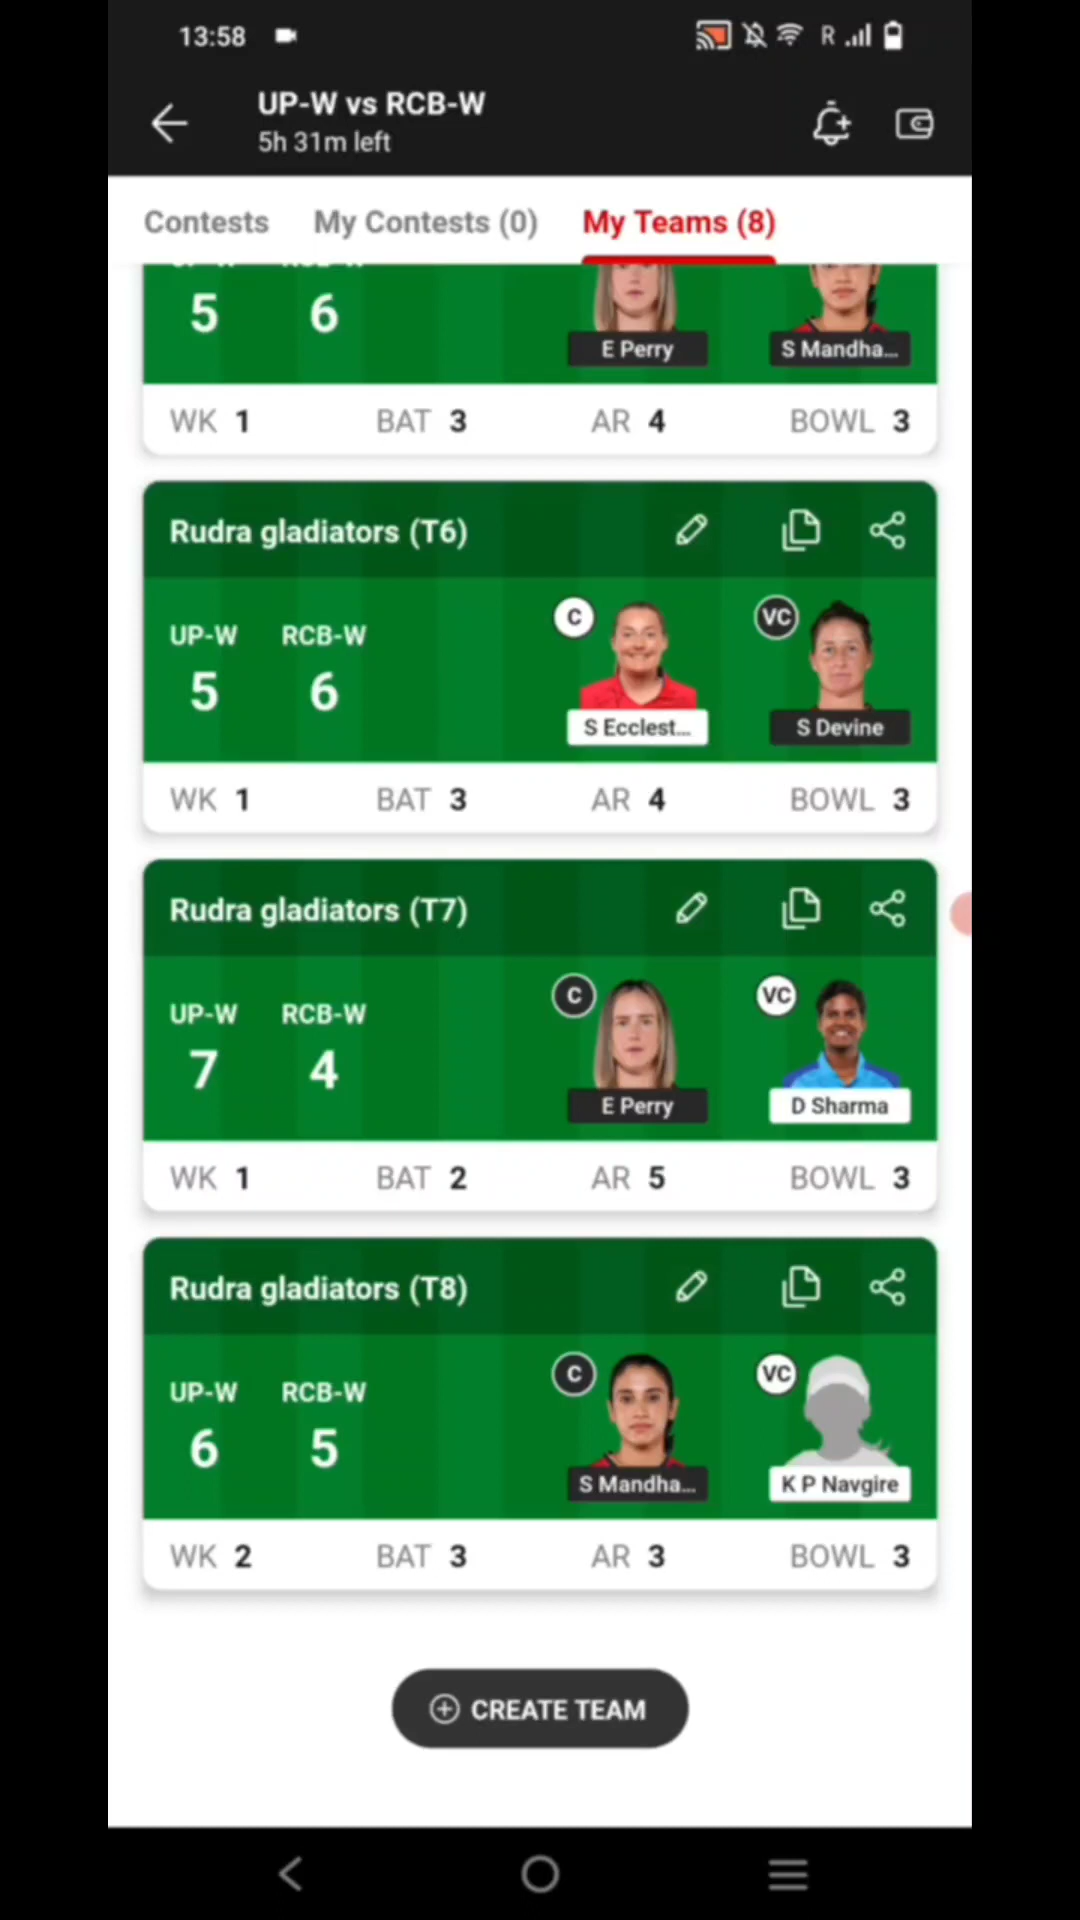 13:58
R
UP-W vs RCB-W
5h 31m left
Contests My Contests (0) My Teams (8)
5 6
E Perry S Mandha...
WK 1 BAT 3 AR 4 BOWL 3
Rudra gladiators (T6)
C VC
UP-W RCB-W
5 6
S Ecclest... S Devine
WK 1 BAT 3 AR 4 BOWL 3
Rudra gladiators (T7)
C VC
UP-W RCB-W
7 4
E Perry D Sharma
WK 1 BAT 2 AR 5 BOWL 3
Rudra gladiators (T8)
C VC
UP-W RCB-W
6 5
S Mandha... K P Navgire
WK 2 BAT 3 AR 3 BOWL 3
CREATE TEAM